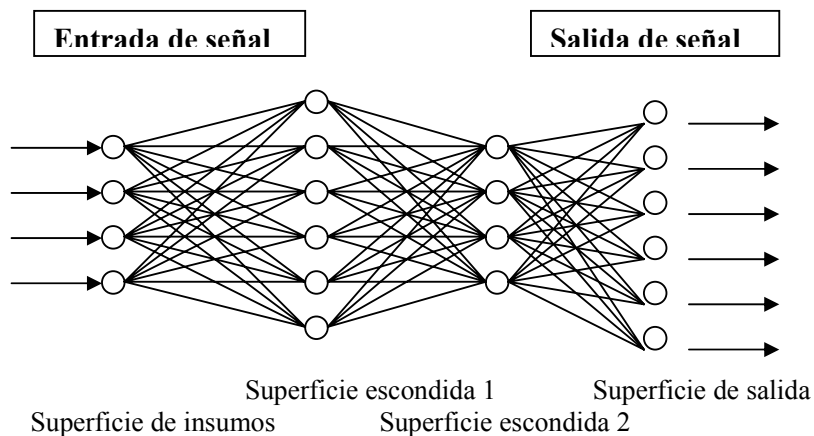 Entrada de señal
Salida de señal
Superficie escondida 1
Superficie de salida
Superficie de insumos
Superficie escondida 2